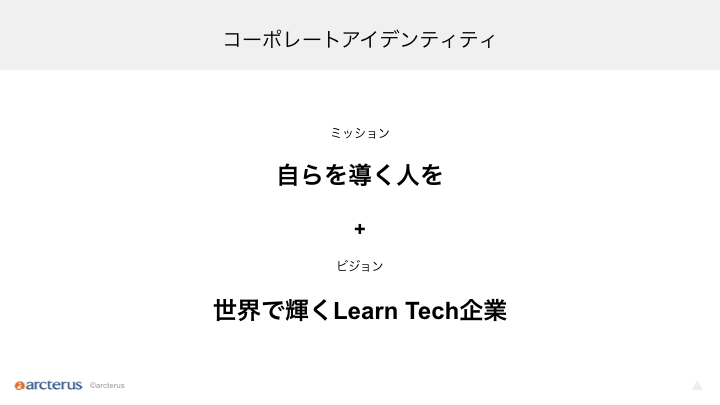 コーポレートアイデンティティ
ミッション
自らを導く人を
+
ビジョン
世界で輝くLearn Tech企業
arcterus ©arcterus